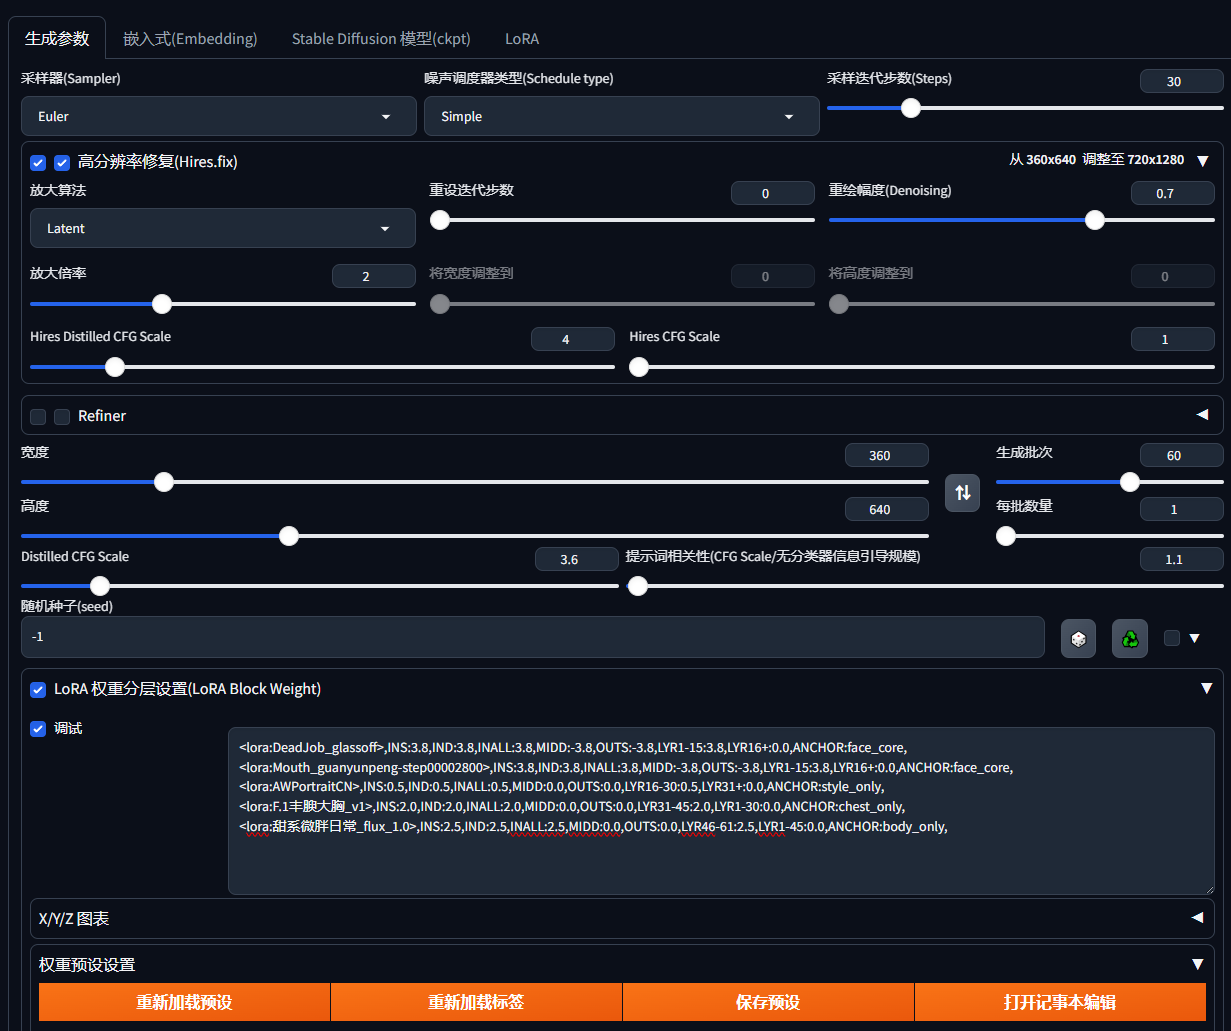 生成参数
嵌入式(Embedding)
Stable Diffusion 模型(ckpt)
LoRA
采样器(Sampler)
噪声调度器类型(Schedule type)
采样迭代步数(Steps)
30
Euler
Simple
高分辨率修复(Hires.fix)
从 360x640 调整至 720x1280
放大算法
重设迭代步数
0
重绘幅度(Denoising)
0.7
Latent
放大倍率
2
将宽度调整到
0
将高度调整到
0
Hires Distilled CFG Scale
4
Hires CFG Scale
1
Refiner
宽度
360
生成批次
60
高度
640
每批数量
1
Distilled CFG Scale
3.6
提示词相关性(CFG Scale/无分类器信息引导规模)
1.1
随机种子(seed)
-1
LoRA 权重分层设置(LoRA Block Weight)
调试
<lora:DeadJob_glassoff>,INS:3.8,IND:3.8,INALL:3.8,MIDD:-3.8,OUTS:-3.8,LYR1-15:3.8,LYR16+:0.0,ANCHOR:face_core,
<lora:Mouth_guanyunpeng-step00002800>,INS:3.8,IND:3.8,INALL:3.8,MIDD:-3.8,OUTS:-3.8,LYR1-15:3.8,LYR16+:0.0,ANCHOR:face_core,
<lora:AWPortraitCN>,INS:0.5,IND:0.5,INALL:0.5,MIDD:0.0,OUTS:0.0,LYR16-30:0.5,LYR31+:0.0,ANCHOR:style_only,
<lora:F.1丰腴大胸_v1>,INS:2.0,IND:2.0,INALL:2.0,MIDD:0.0,OUTS:0.0,LYR31-45:2.0,LYR1-30:0.0,ANCHOR:chest_only,
<lora:甜系微胖日常_flux_1.0>,INS:2.5,IND:2.5,INALL:2.5,MIDD:0.0,OUTS:0.0,LYR46-61:2.5,LYR1-45:0.0,ANCHOR:body_only,
X/Y/Z 图表
权重预设设置
重新加载预设
重新加载标签
保存预设
打开记事本编辑